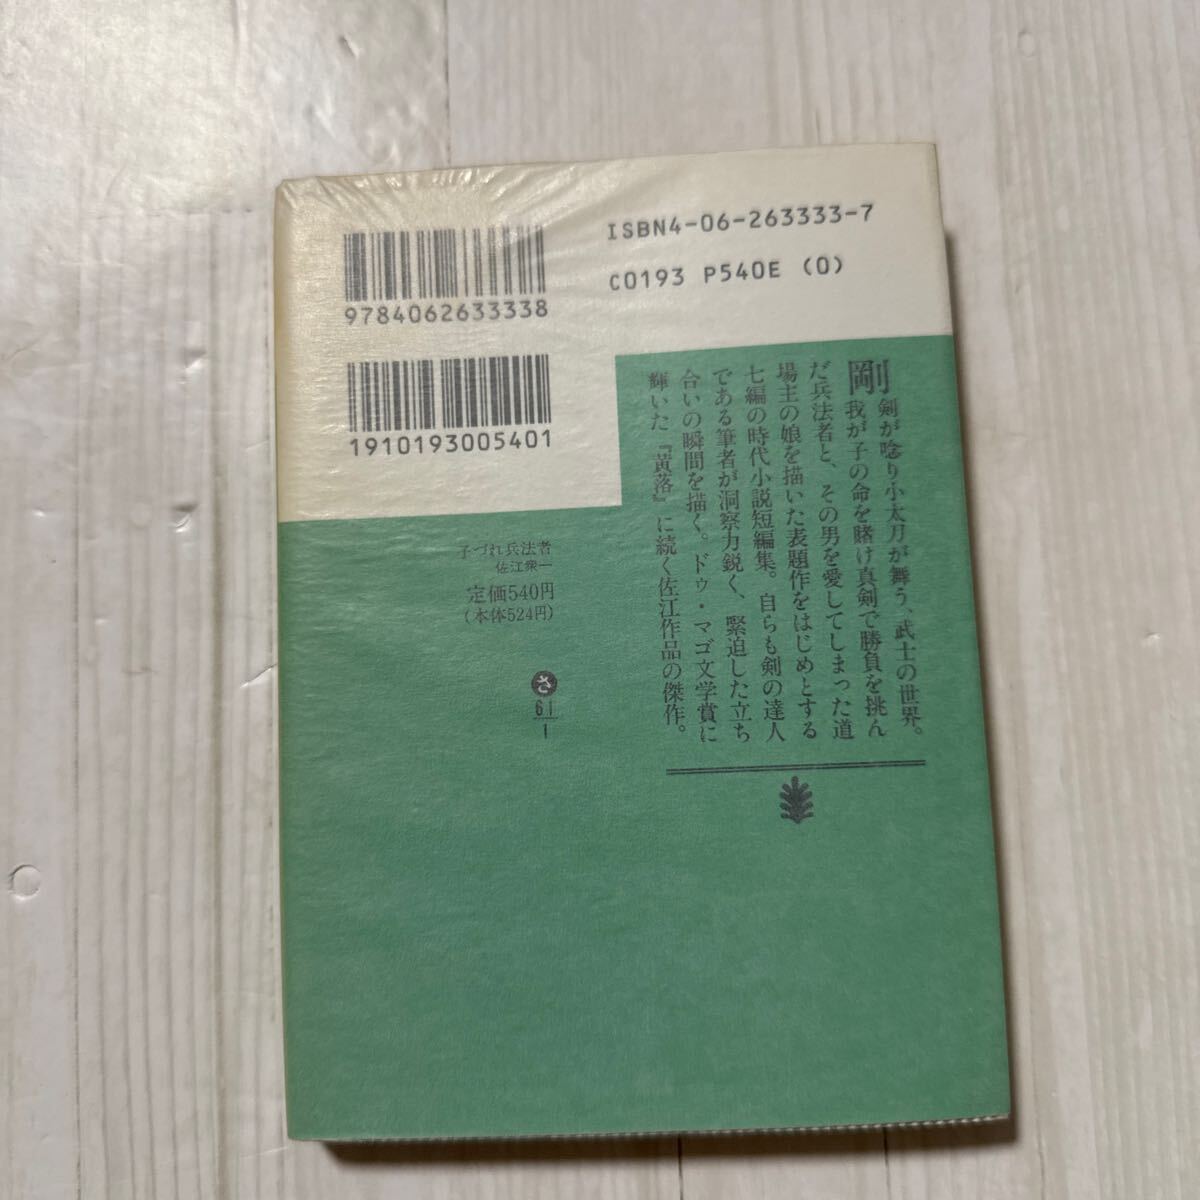 ISBN4-06-263333-7
C0193 P540E (0)
9784062633338
1910193005401
剛剣が唸り小太刀が舞う、武士の世界。
我が子の命を賭け真剣で勝負を挑ん
だ兵法者と、その男を愛してしまった道
場主の娘を描いた表題作をはじめとする
七編の時代小説短編集。自らも剣の達人
である筆者が洞察力鋭く、緊迫した立ち
合いの瞬間を描く。ドゥ・マゴ文学賞に
輝いた『黄落』に続く佐江作品の傑作。
子づれ兵法者
佐江衆一
定価540円
(本体524円)
さ
61
1